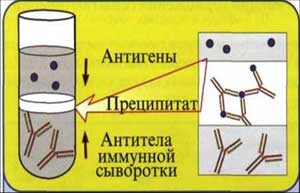 Антигены
Преципитат
Антитела
иммунной
сыворотки